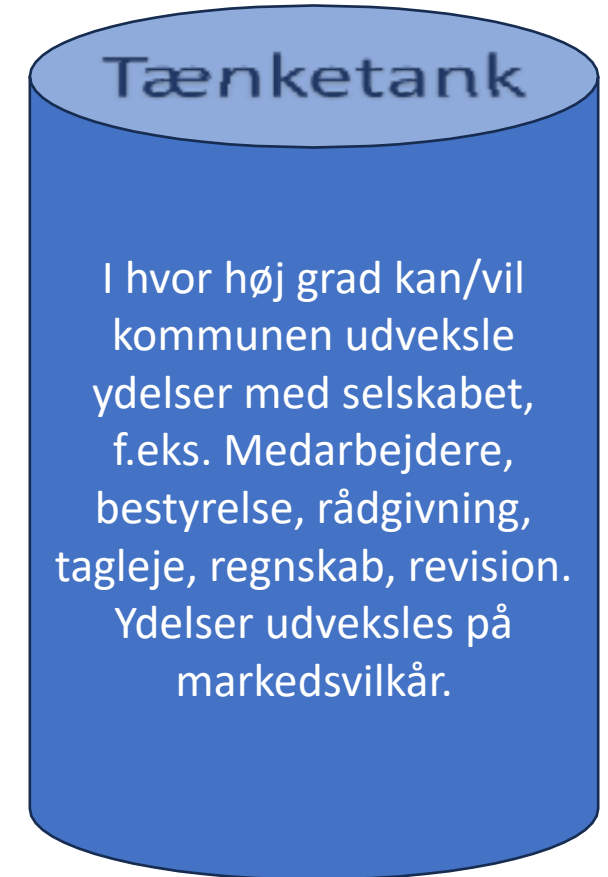 Tænketank
I hvor høj grad kan/vil
kommunen udveksle
ydelser med selskabet,
f.eks. Medarbejdere,
bestyrelse, rådgivning,
tagleje, regnskab, revision.
Ydelser udveksles på
markedsvilkår.